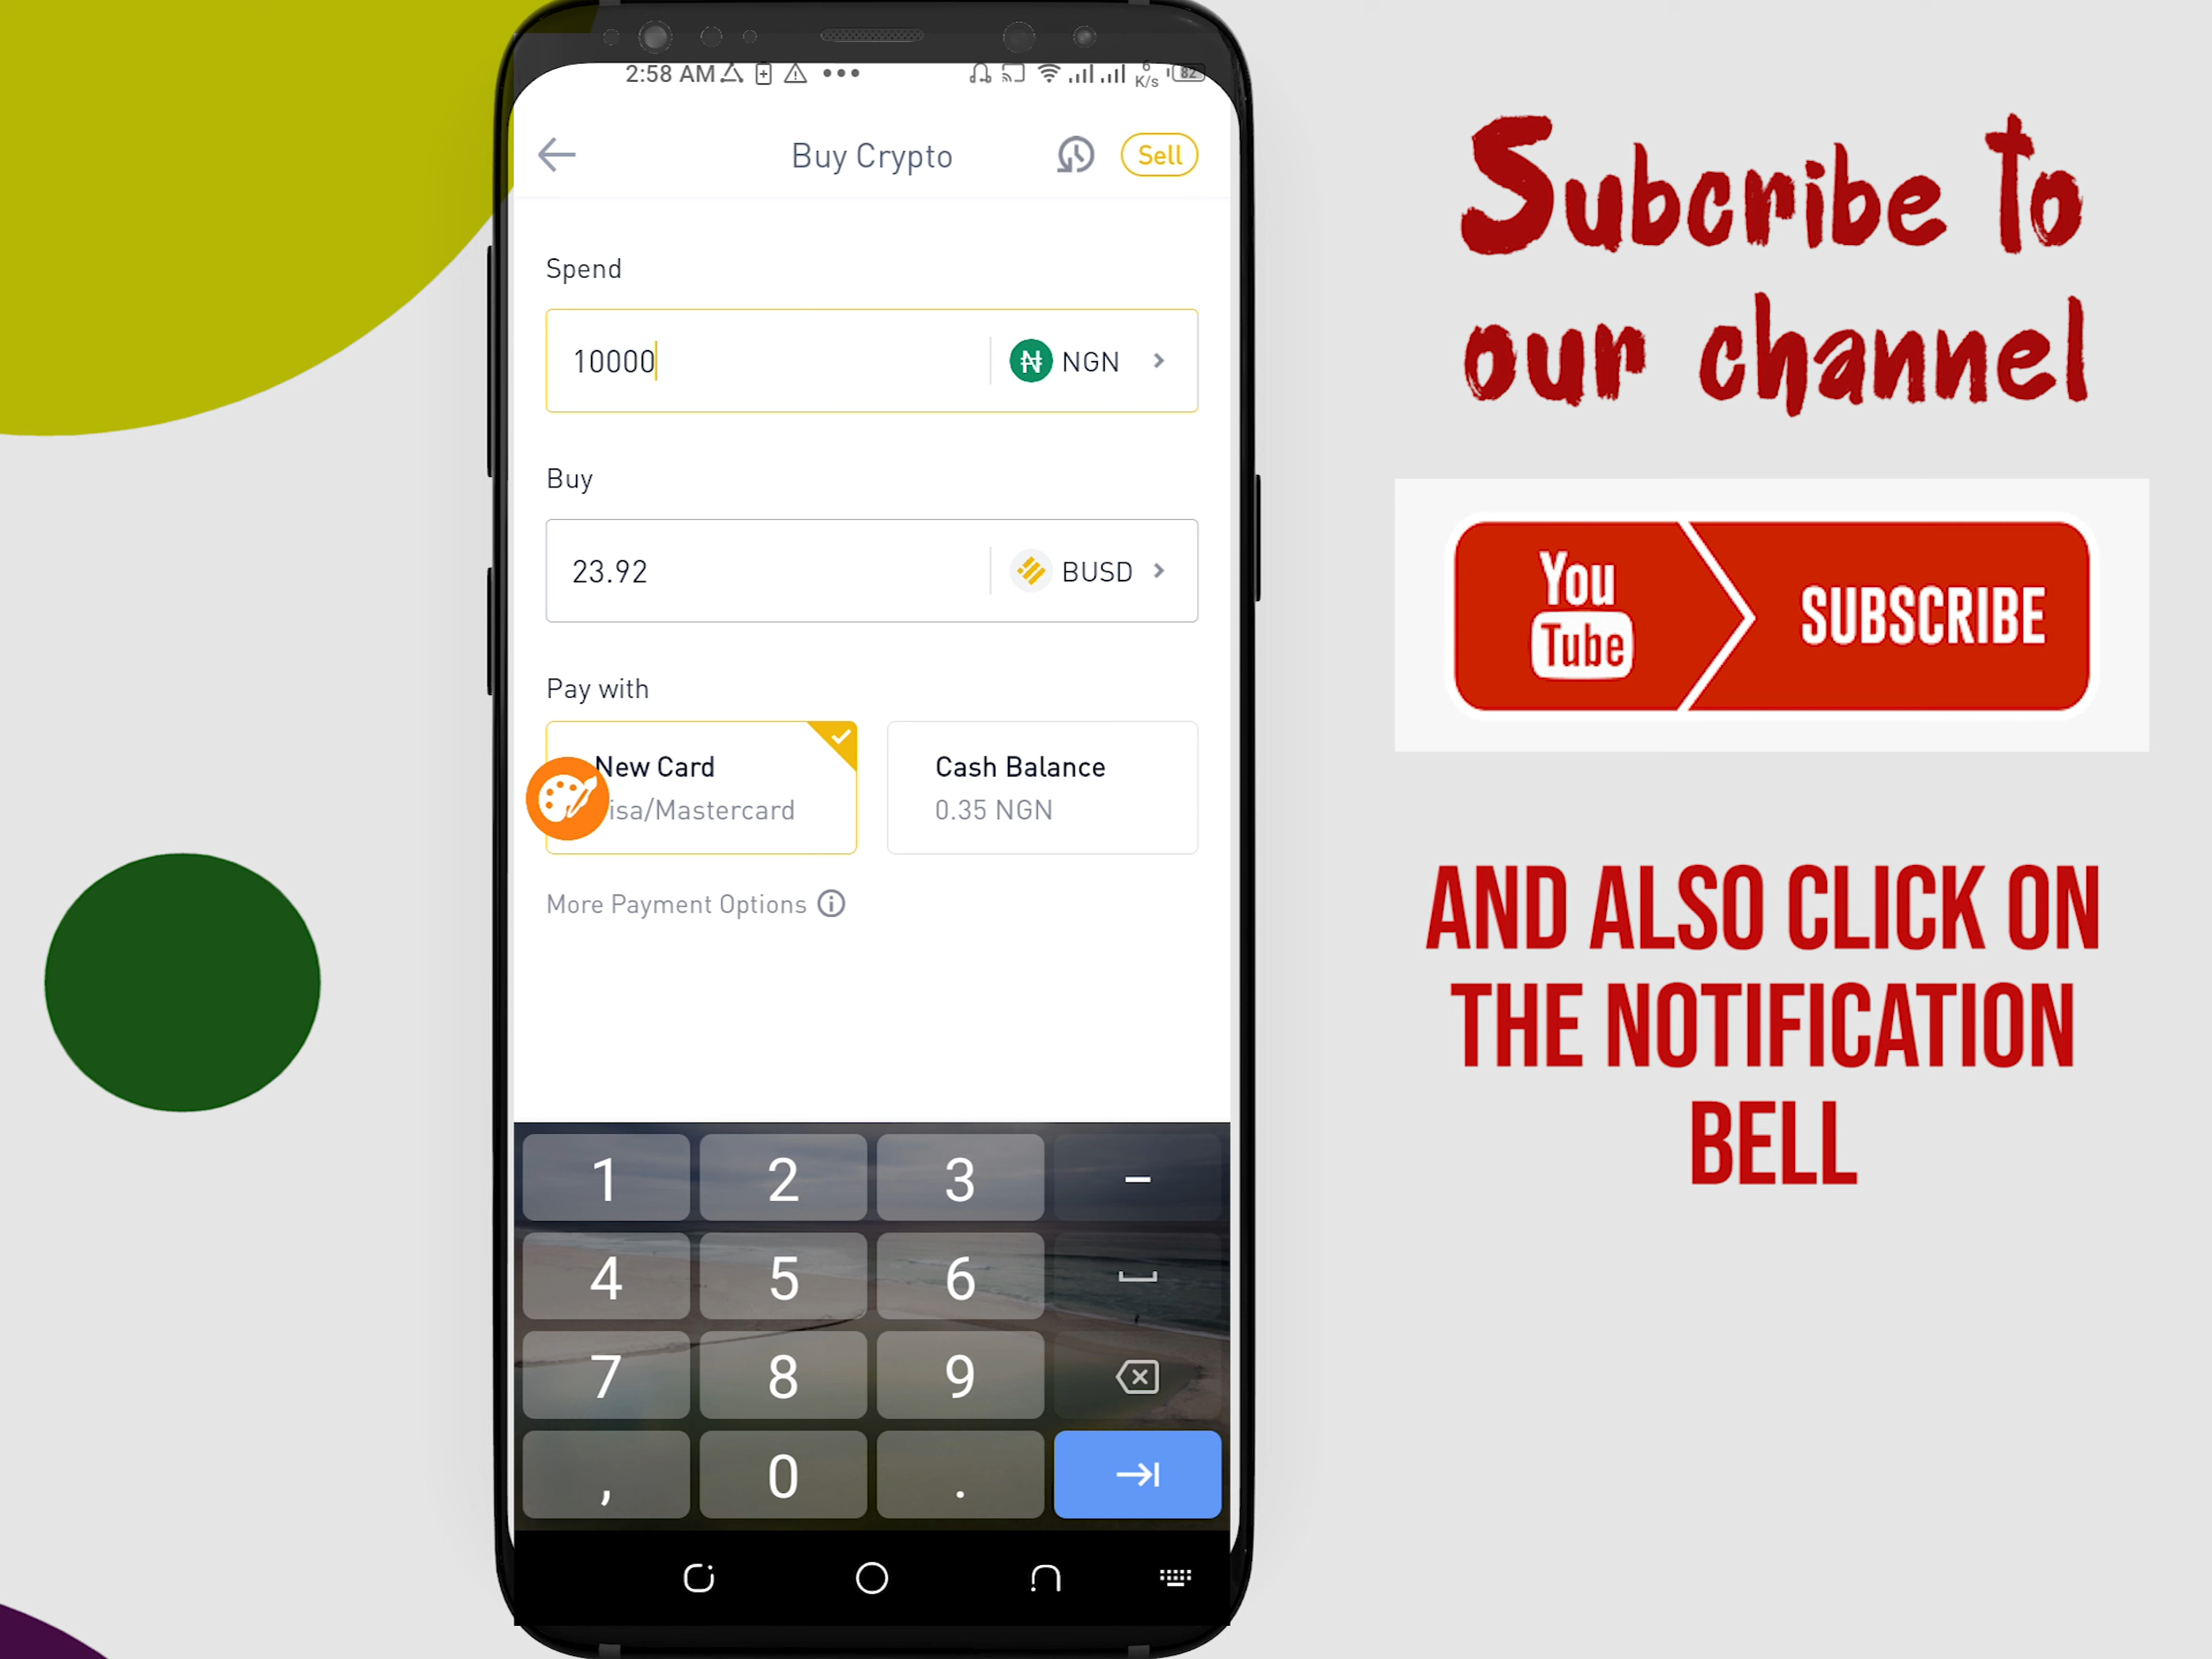 2:58 AM
6
K/s
82
Buy Crypto
Sell
Spend
10000
NGN
Buy
23.92
BUSD
Pay with
New Card
isa/Mastercard
Cash Balance
0.35 NGN
More Payment Options
1 2 3 –
4 5 6
7 8 9
, 0 .
Subcribe To
our channel
You
Tube
SUBSCRIBE
AND ALSO CLICK ON
THE NOTIFICATION
BELL